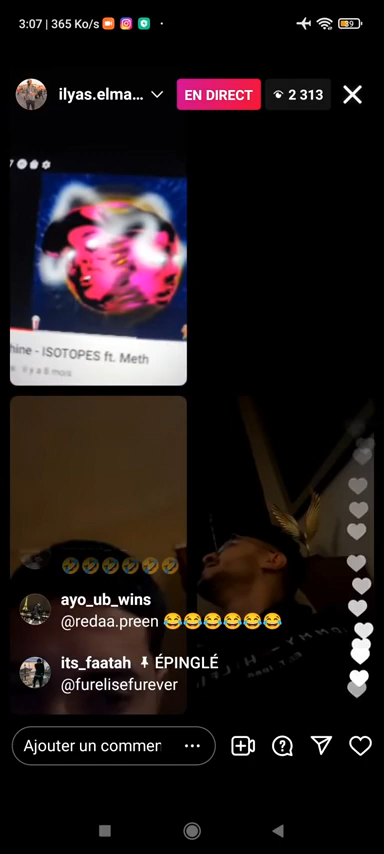 3:07 | 365 Ko/s
39
ilyas.elma...
EN DIRECT
2 313
hine - ISOTOPES ft. Meth
il y a 8 mois
🤣🤣🤣🤣🤣🤣
ayo_ub_wins
@redaa.preen 😂😂😂😂😂😂
its_faatah 📌 ÉPINGLÉ
@furelisefurever
Ajouter un commer